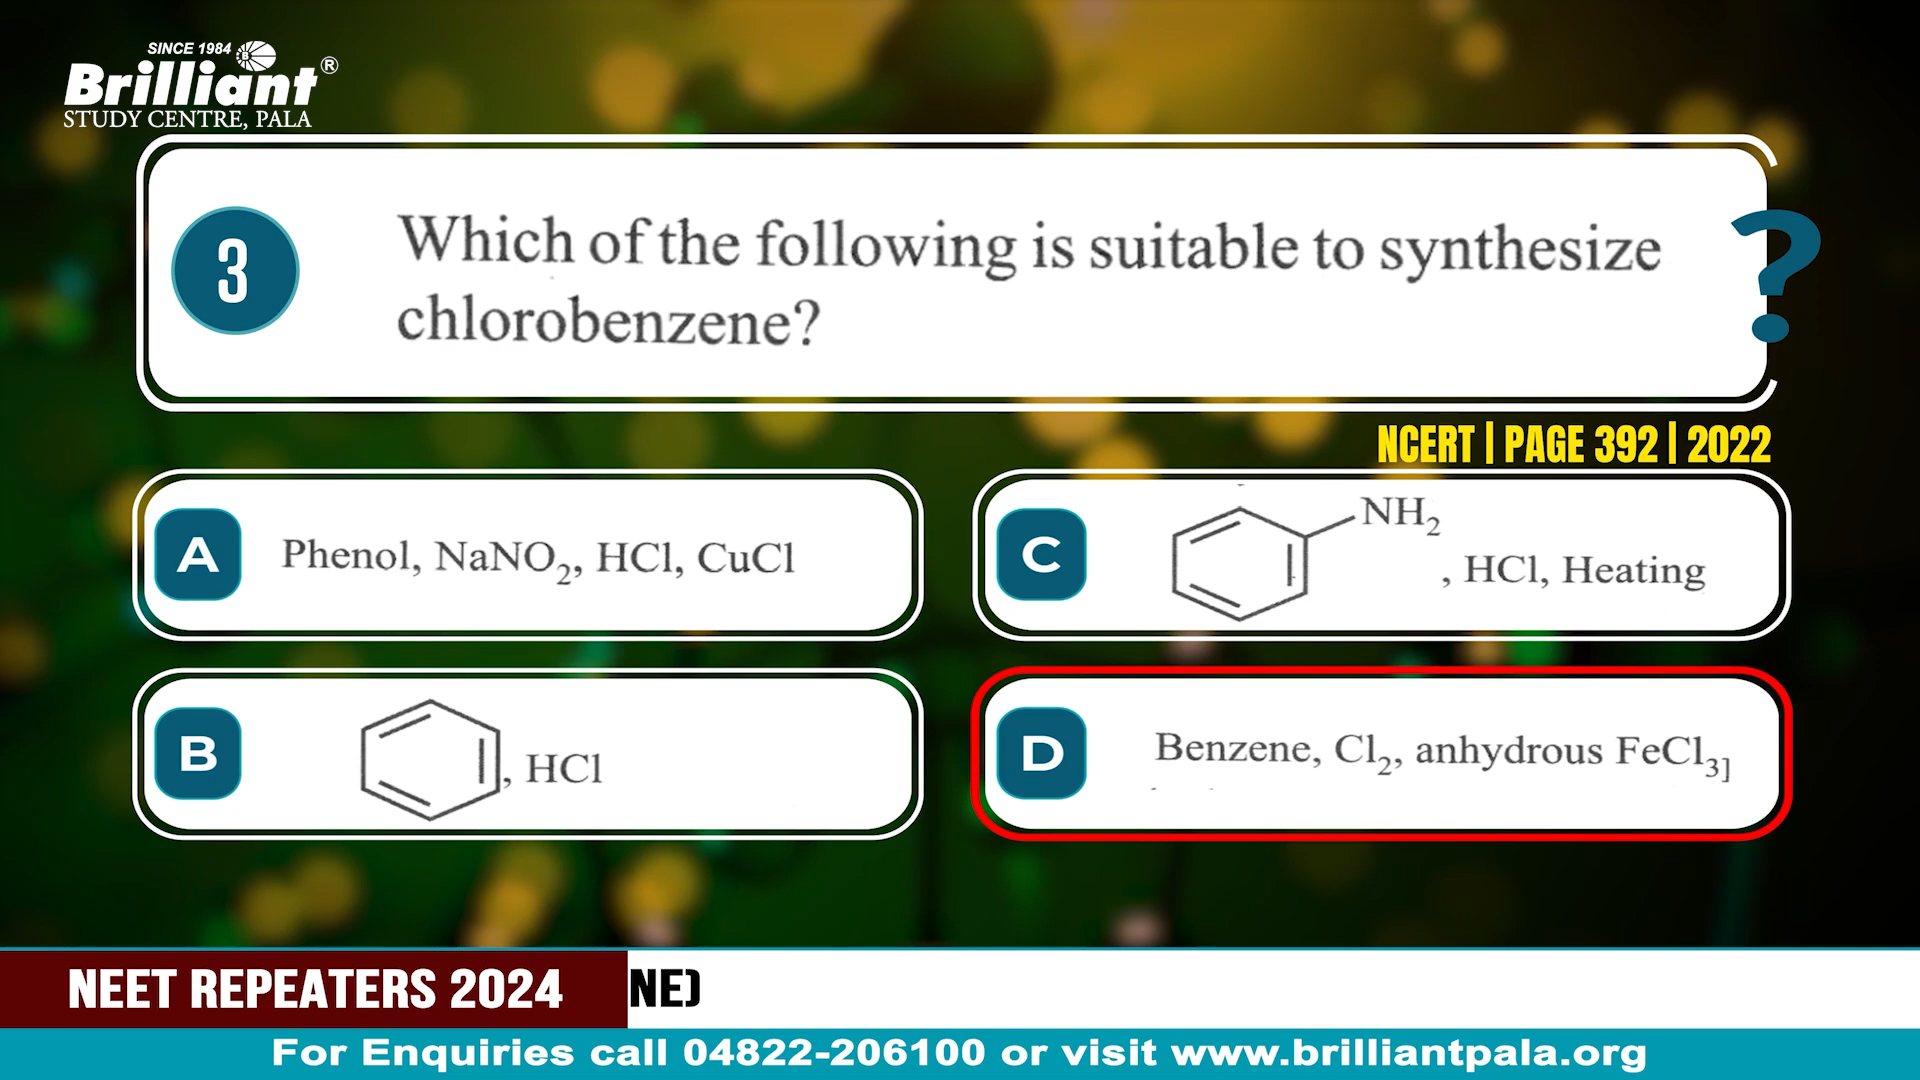 SINCE 1984
Brilliant®
STUDY CENTRE, PALA
3
Which of the following is suitable to synthesize
chlorobenzene?
?
NCERT | PAGE 392 | 2022
A
Phenol, NaNO₂, HCl, CuCl
C
NH₂
, HCl, Heating
B
, HCl
D
Benzene, Cl₂, anhydrous FeCl₃]
NEET REPEATERS 2024
NE)
For Enquiries call 04822-206100 or visit www.brilliantpala.org